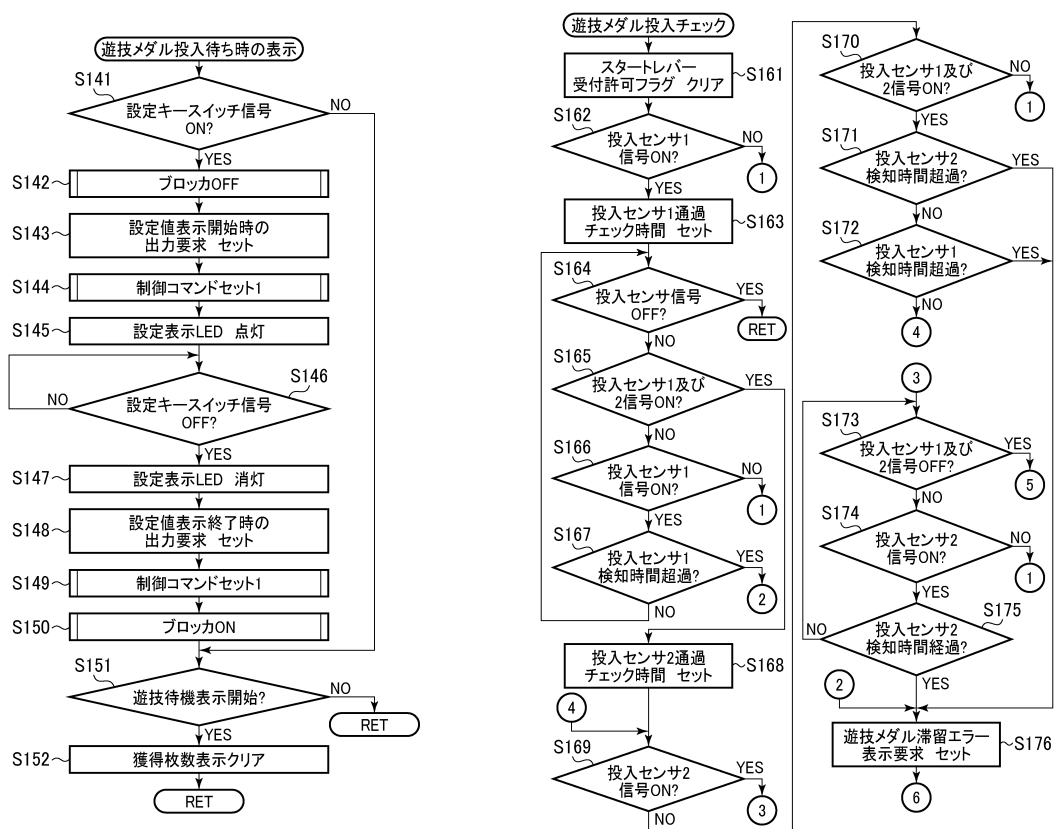 遊技メダル投入待ち時の表示
S141
設定キースイッチ信号
ON?
NO
YES
S142
ブロッカOFF
S143
設定値表示開始時の
出力要求 セット
S144
制御コマンドセット1
S145
設定表示LED 点灯
S146
設定キースイッチ信号
OFF?
NO
YES
S147
設定表示LED 消灯
S148
設定値表示終了時の
出力要求 セット
S149
制御コマンドセット1
S150
ブロッカON
S151
遊技待機表示開始?
NO
RET
YES
S152
獲得枚数表示クリア
RET
遊技メダル投入チェック
スタートレバー
受付許可フラグ クリア
S161
S162
投入センサ1
信号ON?
NO
1
YES
投入センサ1通過
チェック時間 セット
S163
S164
投入センサ信号
OFF?
YES
RET
NO
S165
投入センサ1及び
2信号ON?
YES
NO
S166
投入センサ1
信号ON?
NO
1
YES
S167
投入センサ1
検知時間超過?
YES
2
NO
投入センサ2通過
チェック時間 セット
S168
4
S169
投入センサ2
信号ON?
YES
3
NO
S170
投入センサ1及び
2信号ON?
NO
1
YES
S171
投入センサ2
検知時間超過?
YES
NO
S172
投入センサ1
検知時間超過?
YES
NO
4
3
S173
投入センサ1及び
2信号OFF?
YES
5
NO
S174
投入センサ2
信号ON?
NO
1
YES
S175
投入センサ2
検知時間経過?
NO
YES
2
遊技メダル滞留エラー
表示要求 セット
S176
6